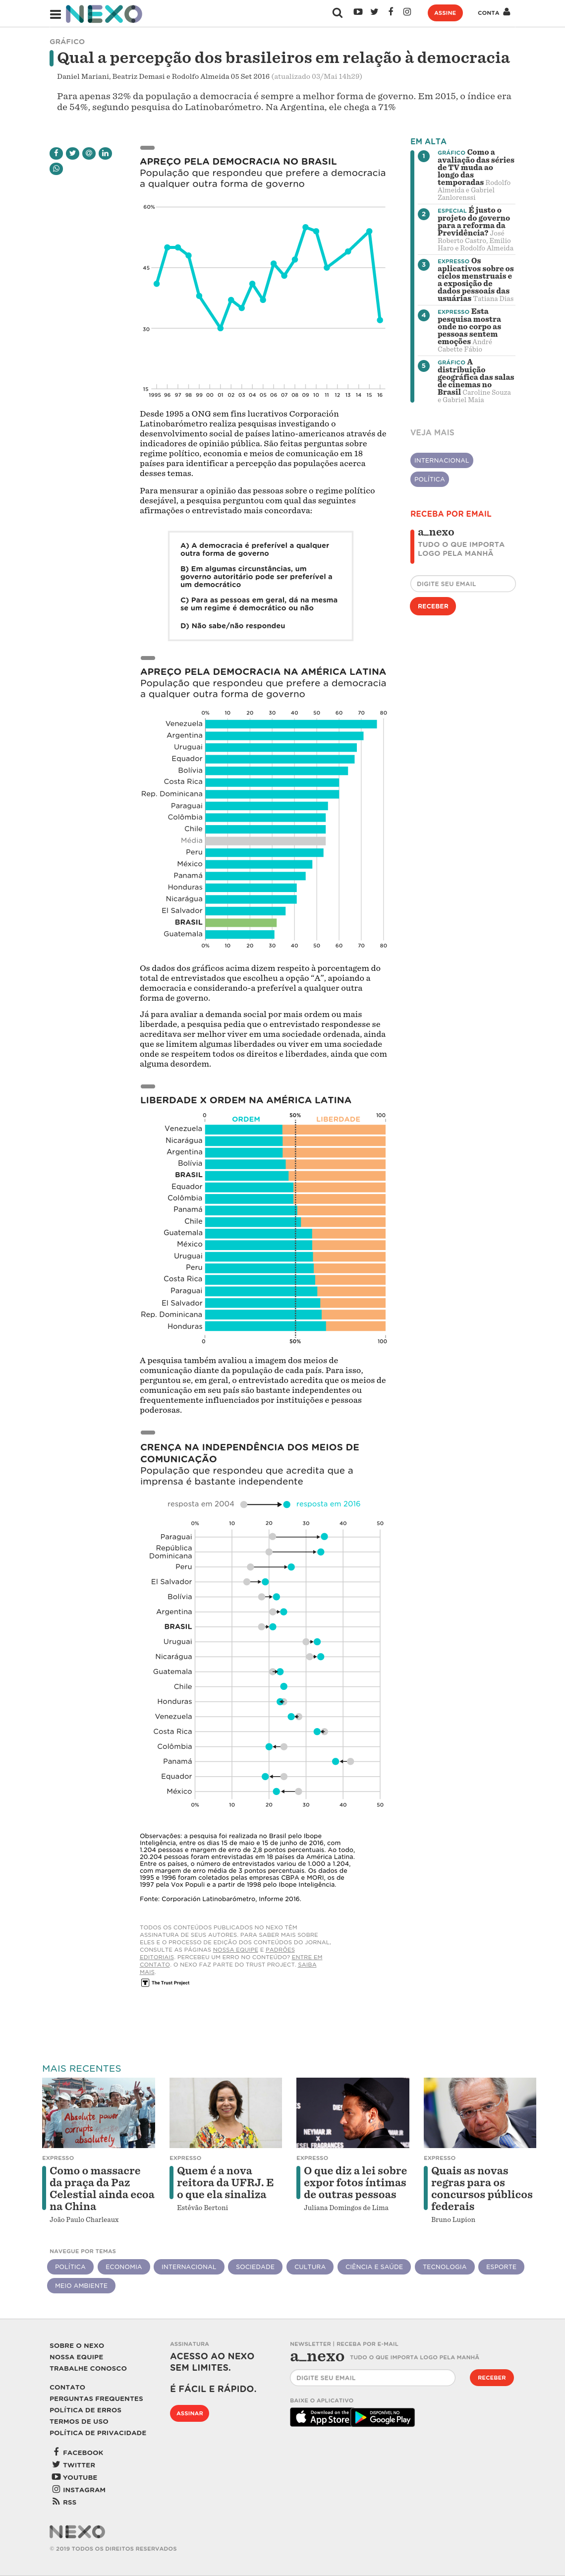 NEXO
ASSINE
CONTA
GRÁFICO
Qual a percepção dos brasileiros em relação à democracia
Daniel Mariani, Beatriz Demasi e Rodolfo Almeida 05 Set 2016 (atualizado 03/Mai 14h29)
Para apenas 32% da população a democracia é sempre a melhor forma de governo. Em 2015, o índice era
de 54%, segundo pesquisa do Latinobarómetro. Na Argentina, ele chega a 71%
APREÇO PELA DEMOCRACIA NO BRASIL
População que respondeu que prefere a democracia
a qualquer outra forma de governo
60%
45
30
15
1995 96 97 98 99 00 01 02 03 04 05 06 07 08 09 10 11 12 13 14 15 16
Desde 1995 a ONG sem fins lucrativos Corporación
Latinobarómetro realiza pesquisas investigando o
desenvolvimento social de países latino-americanos através de
indicadores de opinião pública. São feitas perguntas sobre
regime político, economia e meios de comunicação em 18
países para identificar a percepção das populações acerca
desses temas.
Para mensurar a opinião das pessoas sobre o regime político
desejável, a pesquisa perguntou com qual das seguintes
afirmações o entrevistado mais concordava:
A) A democracia é preferível a qualquer
outra forma de governo
B) Em algumas circunstâncias, um
governo autoritário pode ser preferível a
um democrático
C) Para as pessoas em geral, dá na mesma
se um regime é democrático ou não
D) Não sabe/não respondeu
EM ALTA
1
GRÁFICO Como a
avaliação das séries
de TV muda ao
longo das
temporadas Rodolfo
Almeida e Gabriel
Zanlorenssi
2
ESPECIAL É justo o
projeto do governo
para a reforma da
Previdência? José
Roberto Castro, Emilio
Haro e Rodolfo Almeida
3
EXPRESSO Os
aplicativos sobre os
ciclos menstruais e
a exposição de
dados pessoais das
usuárias Tatiana Dias
4
EXPRESSO Esta
pesquisa mostra
onde no corpo as
pessoas sentem
emoções André
Cabette Fábio
5
GRÁFICO A
distribuição
geográfica das salas
de cinemas no
Brasil Caroline Souza
e Gabriel Maia
VEJA MAIS
INTERNACIONAL
POLÍTICA
RECEBA POR EMAIL
a_nexo
TUDO O QUE IMPORTA
LOGO PELA MANHÃ
DIGITE SEU EMAIL
RECEBER
APREÇO PELA DEMOCRACIA NA AMÉRICA LATINA
População que respondeu que prefere a democracia
a qualquer outra forma de governo
0% 10 20 30 40 50 60 70 80
Venezuela
Argentina
Uruguai
Equador
Bolívia
Costa Rica
Rep. Dominicana
Paraguai
Colômbia
Chile
Média
Peru
México
Panamá
Honduras
Nicarágua
El Salvador
BRASIL
Guatemala
0% 10 20 30 40 50 60 70 80
Os dados dos gráficos acima dizem respeito à porcentagem do
total de entrevistados que escolheu a opção “A”, apoiando a
democracia e considerando-a preferível a qualquer outra
forma de governo.
Já para avaliar a demanda social por mais ordem ou mais
liberdade, a pesquisa pedia que o entrevistado respondesse se
acreditava ser melhor viver em uma sociedade ordenada, ainda
que se limitem algumas liberdades ou viver em uma sociedade
onde se respeitem todos os direitos e liberdades, ainda que com
alguma desordem.
LIBERDADE X ORDEM NA AMÉRICA LATINA
0 50% 100
ORDEM LIBERDADE
Venezuela
Nicarágua
Argentina
Bolívia
BRASIL
Equador
Colômbia
Panamá
Chile
Guatemala
México
Uruguai
Peru
Costa Rica
Paraguai
El Salvador
Rep. Dominicana
Honduras
0 50% 100
A pesquisa também avaliou a imagem dos meios de
comunicação diante da população de cada país. Para isso,
perguntou se, em geral, o entrevistado acredita que os meios de
comunicação em seu país são bastante independentes ou
frequentemente influenciados por instituições e pessoas
poderosas.
CRENÇA NA INDEPENDÊNCIA DOS MEIOS DE
COMUNICAÇÃO
População que respondeu que acredita que a
imprensa é bastante independente
resposta em 2004 resposta em 2016
0% 10 20 30 40 50
Paraguai
República
Dominicana
Peru
El Salvador
Bolívia
Argentina
BRASIL
Uruguai
Nicarágua
Guatemala
Chile
Honduras
Venezuela
Costa Rica
Colômbia
Panamá
Equador
México
0% 10 20 30 40 50
Observações: a pesquisa foi realizada no Brasil pelo Ibope
Inteligência, entre os dias 15 de maio e 15 de junho de 2016, com
1.204 pessoas e margem de erro de 2,8 pontos percentuais. Ao todo,
20.204 pessoas foram entrevistadas em 18 países da América Latina.
Entre os países, o número de entrevistados variou de 1.000 a 1.204,
com margem de erro média de 3 pontos percentuais. Os dados de
1995 e 1996 foram coletados pelas empresas CBPA e MORI, os de
1997 pela Vox Populi e a partir de 1998 pelo Ibope Inteligência.
Fonte: Corporación Latinobarómetro, Informe 2016.
TODOS OS CONTEÚDOS PUBLICADOS NO NEXO TÊM
ASSINATURA DE SEUS AUTORES. PARA SABER MAIS SOBRE
ELES E O PROCESSO DE EDIÇÃO DOS CONTEÚDOS DO JORNAL,
CONSULTE AS PÁGINAS NOSSA EQUIPE E PADRÕES
EDITORIAIS. PERCEBEU UM ERRO NO CONTEÚDO? ENTRE EM
CONTATO. O NEXO FAZ PARTE DO TRUST PROJECT. SAIBA
MAIS.
The Trust Project
MAIS RECENTES
Absolute power
corrupts
absolutely
NEYMAR JR
DIESEL FRAGRANCES
EXPRESSO
Como o massacre
da praça da Paz
Celestial ainda ecoa
na China
João Paulo Charleaux
EXPRESSO
Quem é a nova
reitora da UFRJ. E
o que ela sinaliza
Estêvão Bertoni
EXPRESSO
O que diz a lei sobre
expor fotos íntimas
de outras pessoas
Juliana Domingos de Lima
EXPRESSO
Quais as novas
regras para os
concursos públicos
federais
Bruno Lupion
NAVEGUE POR TEMAS
POLÍTICA ECONOMIA INTERNACIONAL SOCIEDADE CULTURA CIÊNCIA E SAÚDE TECNOLOGIA ESPORTE
MEIO AMBIENTE
SOBRE O NEXO
NOSSA EQUIPE
TRABALHE CONOSCO
CONTATO
PERGUNTAS FREQUENTES
POLÍTICA DE ERROS
TERMOS DE USO
POLÍTICA DE PRIVACIDADE
FACEBOOK
TWITTER
YOUTUBE
INSTAGRAM
RSS
ASSINATURA
ACESSO AO NEXO
SEM LIMITES.
É FÁCIL E RÁPIDO.
ASSINAR
NEWSLETTER | RECEBA POR E-MAIL
a_nexo TUDO O QUE IMPORTA LOGO PELA MANHÃ
DIGITE SEU EMAIL
RECEBER
BAIXE O APLICATIVO
Download on the
App Store
DISPONÍVEL NO
Google Play
NEXO
© 2019 TODOS OS DIREITOS RESERVADOS